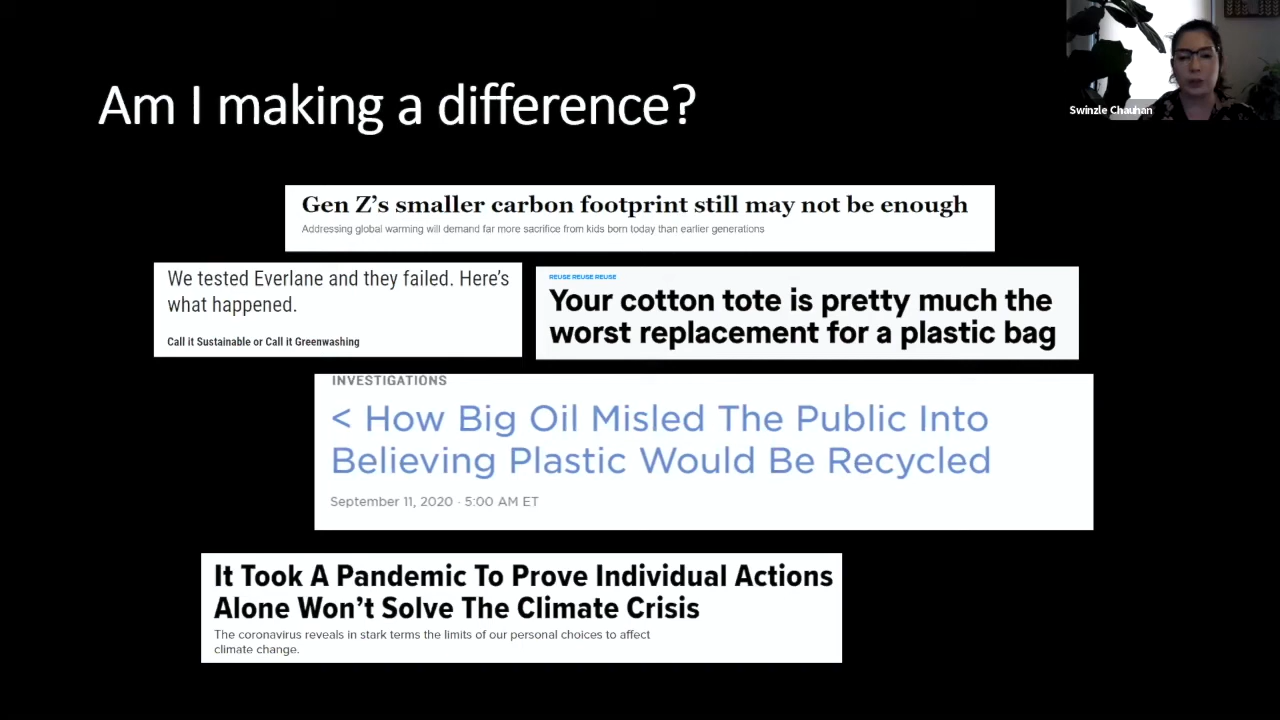 Am I making a difference?
Swinzle Chauhan
Gen Z’s smaller carbon footprint still may not be enough
Addressing global warming will demand far more sacrifice from kids born today than earlier generations
We tested Everlane and they failed. Here’s
what happened.
Call it Sustainable or Call it Greenwashing
REUSE REUSE REUSE
Your cotton tote is pretty much the
worst replacement for a plastic bag
INVESTIGATIONS
< How Big Oil Misled The Public Into
Believing Plastic Would Be Recycled
September 11, 2020 · 5:00 AM ET
It Took A Pandemic To Prove Individual Actions
Alone Won’t Solve The Climate Crisis
The coronavirus reveals in stark terms the limits of our personal choices to affect
climate change.